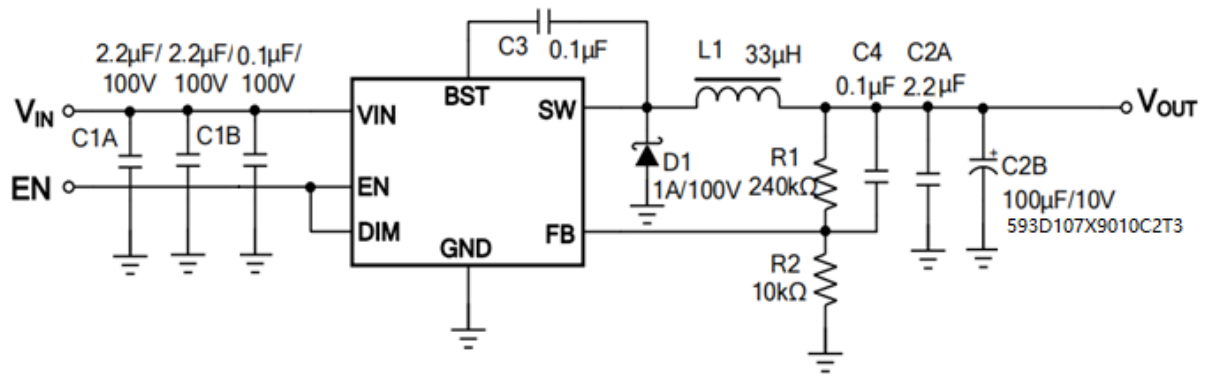 C3 0.1µF
L1 33µH
C4
0.1µF
C2A
2.2µF
2.2µF/
100V
2.2µF/
100V
0.1µF/
100V
BST
VIN
SW
VIN
VOUT
C1A
C1B
EN
EN
DIM
GND
FB
D1
1A/100V
R1
240kΩ
+
C2B
100µF/10V
593D107X9010C2T3
R2
10kΩ